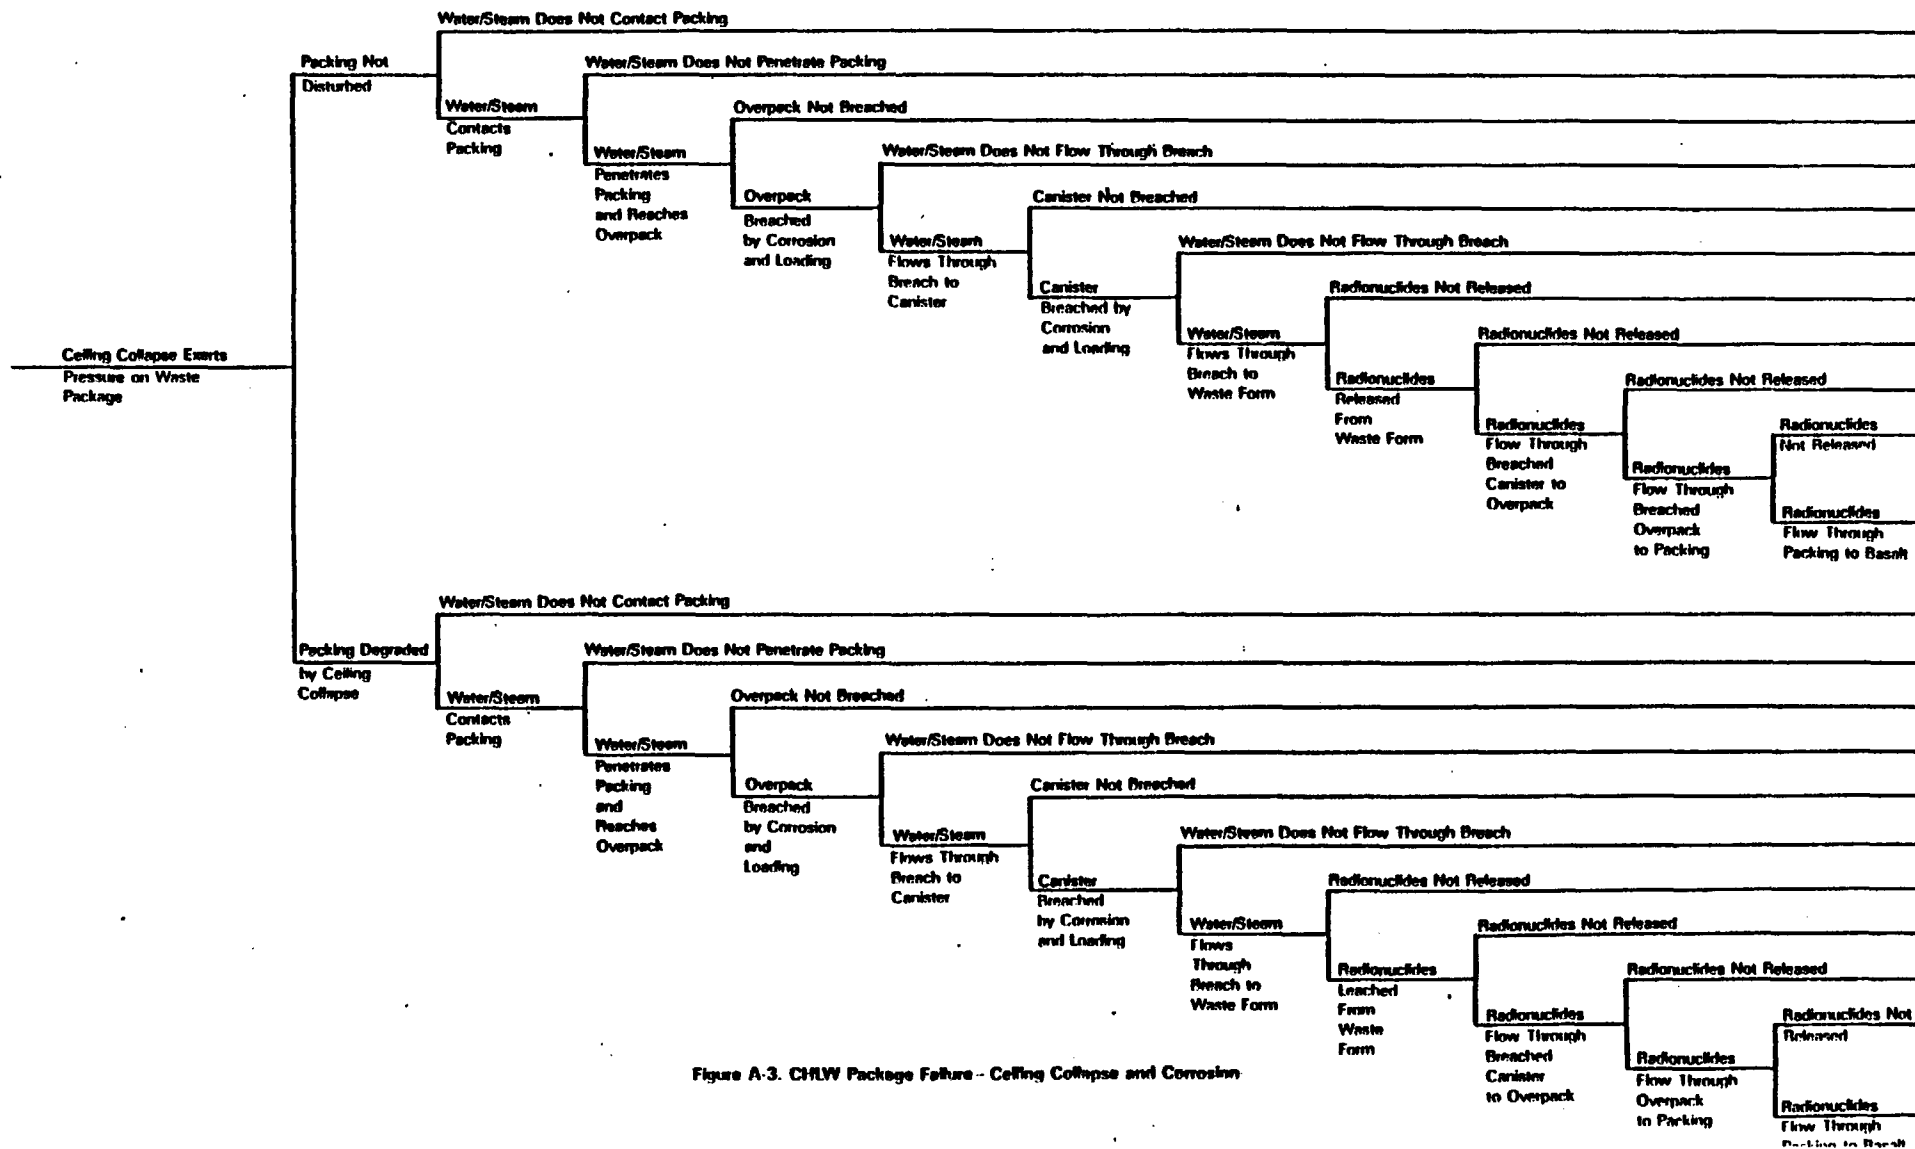 Water/Steam Does Not Contact Packing
Packing Not
Disturbed
Water/Steam Does Not Penetrate Packing
Water/Steam
Contacts
Packing
Overpack Not Breached
Water/Steam
Penetrates
Packing
and Reaches
Overpack
Water/Steam Does Not Flow Through Breach
Overpack
Breached
by Corrosion
and Loading
Canister Not Breached
Water/Steam
Flows Through
Breach to
Canister
Water/Steam Does Not Flow Through Breach
Canister
Breached by
Corrosion
and Loading
Radionuclides Not Released
Water/Steam
Flows Through
Breach to
Waste Form
Radionuclides Not Released
Radionuclides
Released
From
Waste Form
Radionuclides Not Released
Radionuclides
Flow Through
Breached
Canister to
Overpack
Radionuclides
Not Released
Radionuclides
Flow Through
Breached
Overpack
to Packing
Radionuclides
Flow Through
Packing to Basalt
Ceiling Collapse Exerts
Pressure on Waste
Package
Water/Steam Does Not Contact Packing
Packing Degraded
by Ceiling
Collapse
Water/Steam Does Not Penetrate Packing
Water/Steam
Contacts
Packing
Overpack Not Breached
Water/Steam
Penetrates
Packing
and
Reaches
Overpack
Water/Steam Does Not Flow Through Breach
Overpack
Breached
by Corrosion
and
Loading
Canister Not Breached
Water/Steam
Flows Through
Breach to
Canister
Water/Steam Does Not Flow Through Breach
Canister
Breached
by Corrosion
and Loading
Radionuclides Not Released
Water/Steam
Flows
Through
Breach to
Waste Form
Radionuclides Not Released
Radionuclides
Leached
From
Waste
Form
Radionuclides Not Released
Radionuclides
Flow Through
Breached
Canister
to Overpack
Radionuclides Not
Released
Radionuclides
Flow Through
Overpack
to Packing
Radionuclides
Flow Through
Packing to Basalt
Figure A-3. CHLW Package Failure - Ceiling Collapse and Corrosion